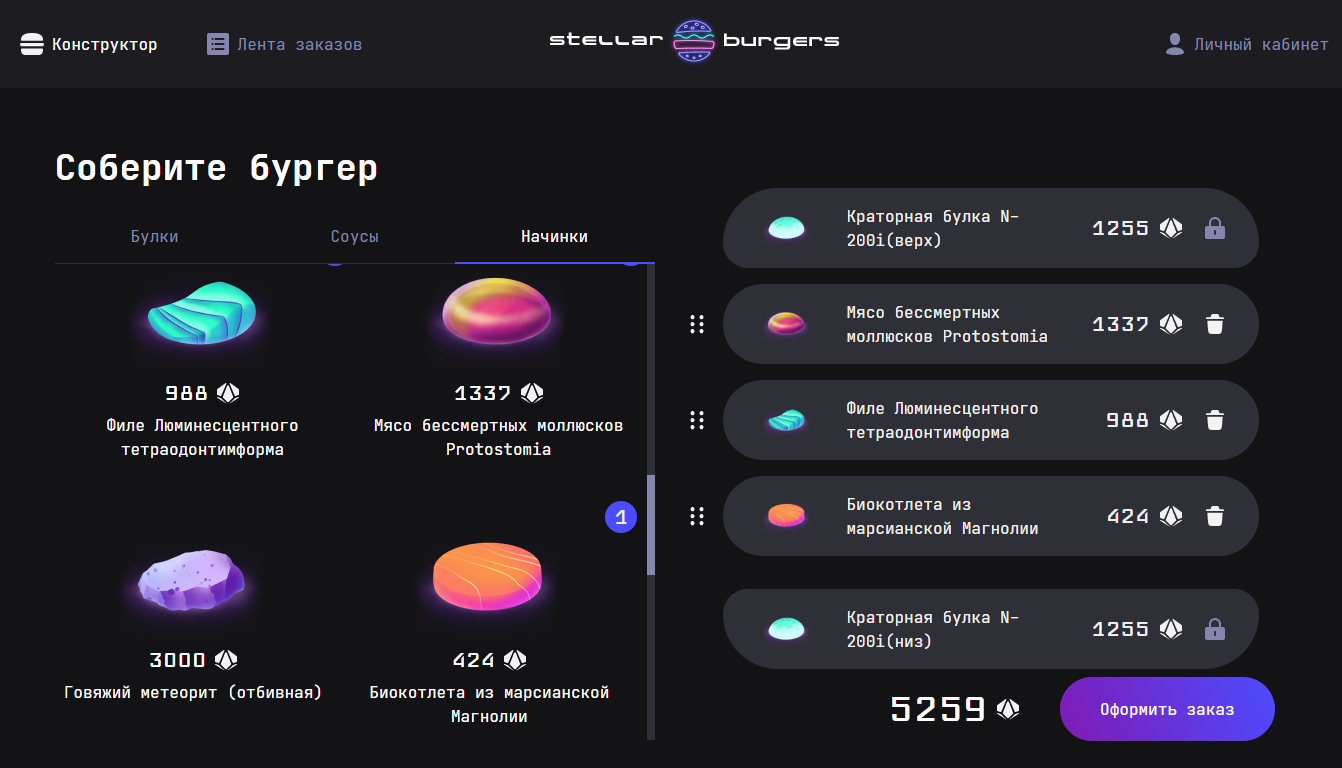 Конструктор
Лента заказов
stellar burgers
Личный кабинет
Соберите бургер
Булки
Соусы
Начинки
988
Филе Люминесцентного
тетраодонтимформа
1337
Мясо бессмертных моллюсков
Protostomia
3000
Говяжий метеорит (отбивная)
1
424
Биокотлета из марсианской
Магнолии
Краторная булка N-
200i(верх)
1255
Мясо бессмертных
моллюсков Protostomia
1337
Филе Люминесцентного
тетраодонтимформа
988
Биокотлета из
марсианской Магнолии
424
Краторная булка N-
200i(низ)
1255
5259
Оформить заказ